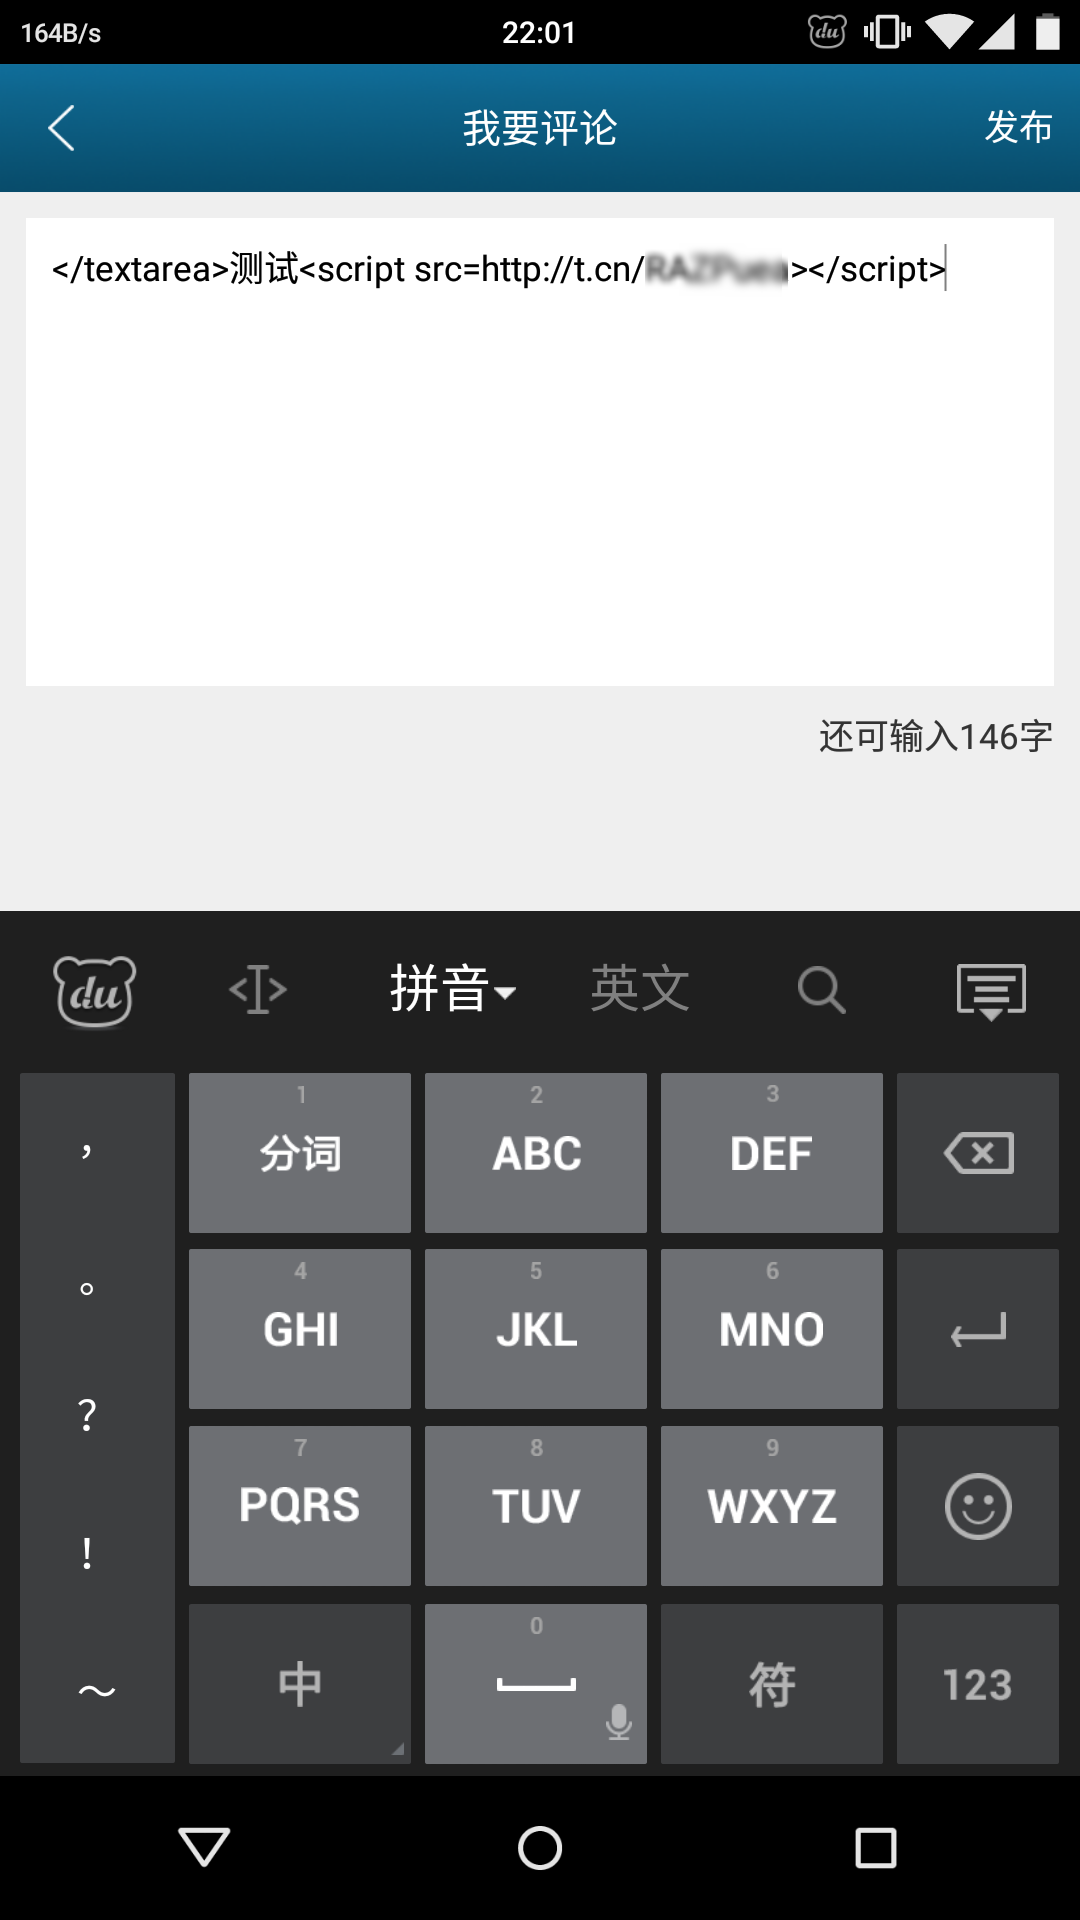 164B/s 22:01
我要评论 发布
</textarea>测试<script src=http://t.cn/ ></script>
还可输入146字
du 拼音 英文
， 1 分词 2 ABC 3 DEF
。 4 GHI 5 JKL 6 MNO
？ 7 PQRS 8 TUV 9 WXYZ
！
～ 中 0 符 123